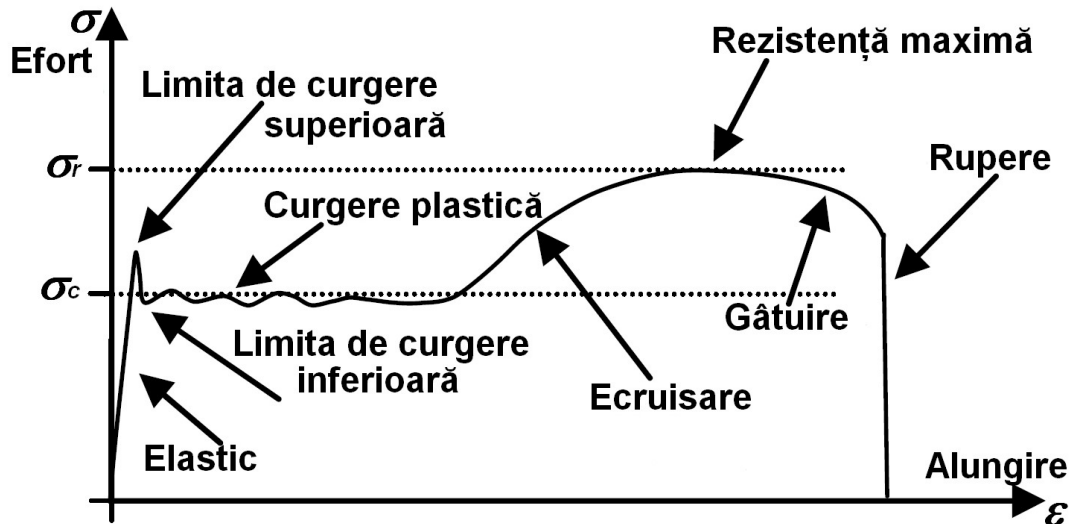 σ
Efort
Rezistență maximă
Limita de curgere
superioară
σr
Rupere
Curgere plastică
σc
Gâtuire
Limita de curgere
inferioară
Ecruisare
Elastic
Alungire
ε